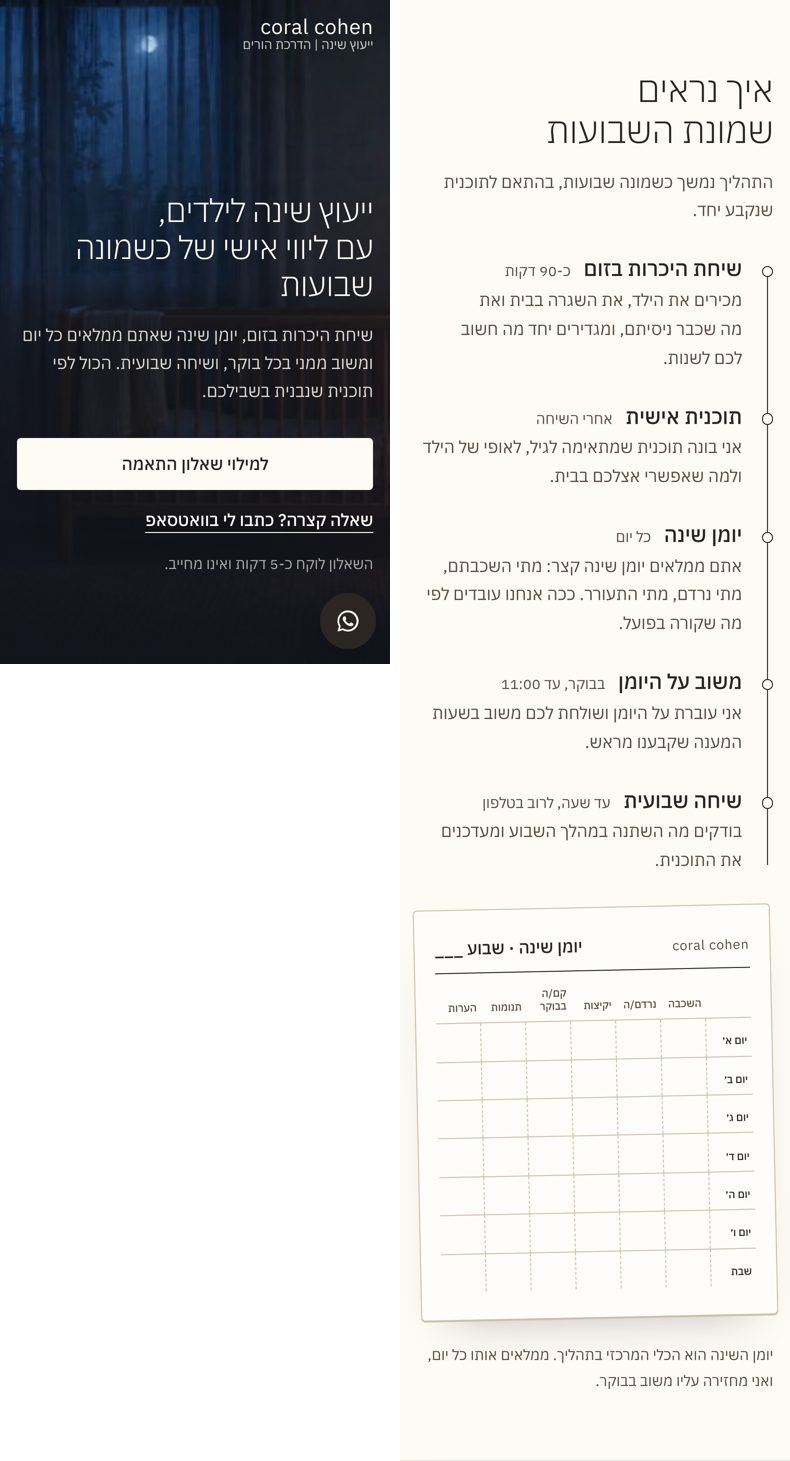 coral cohen
ייעוץ שינה | הדרכת הורים
ייעוץ שינה לילדים,
עם ליווי אישי של כשמונה
שבועות
שיחת היכרות בזום, יומן שינה שאתם ממלאים כל יום
ומשוב ממני בכל בוקר, ושיחה שבועית. הכול לפי
תוכנית שנבנית בשבילכם.
למילוי שאלון התאמה
שאלה קצרה? כתבו לי בוואטסאפ
השאלון לוקח כ-5 דקות ואינו מחייב.
איך נראים
שמונת השבועות
התהליך נמשך כשמונה שבועות, בהתאם לתוכנית
שנקבע יחד.
שיחת היכרות בזום כ-90 דקות
מכירים את הילד, את השגרה בבית ואת
מה שכבר ניסיתם, ומגדירים יחד מה חשוב
לכם לשנות.
תוכנית אישית אחרי השיחה
אני בונה תוכנית שמתאימה לגיל, לאופי של הילד
ולמה שאפשרי אצלכם בבית.
יומן שינה כל יום
אתם ממלאים יומן שינה קצר: מתי השכבתם,
מתי נרדם, מתי התעורר. ככה אנחנו עובדים לפי
מה שקורה בפועל.
משוב על היומן בבוקר, עד 11:00
אני עוברת על היומן ושולחת לכם משוב בשעות
המענה שקבענו מראש.
שיחה שבועית עד שעה, לרוב בטלפון
בודקים מה השתנה במהלך השבוע ומעדכנים
את התוכנית.
coral cohen יומן שינה · שבוע ___
השכבה נרדם/ה יקיצות קם/ה בבוקר תנומות הערות
יום א׳
יום ב׳
יום ג׳
יום ד׳
יום ה׳
יום ו׳
שבת
יומן השינה הוא הכלי המרכזי בתהליך. ממלאים אותו כל יום,
ואני מחזירה עליו משוב בבוקר.